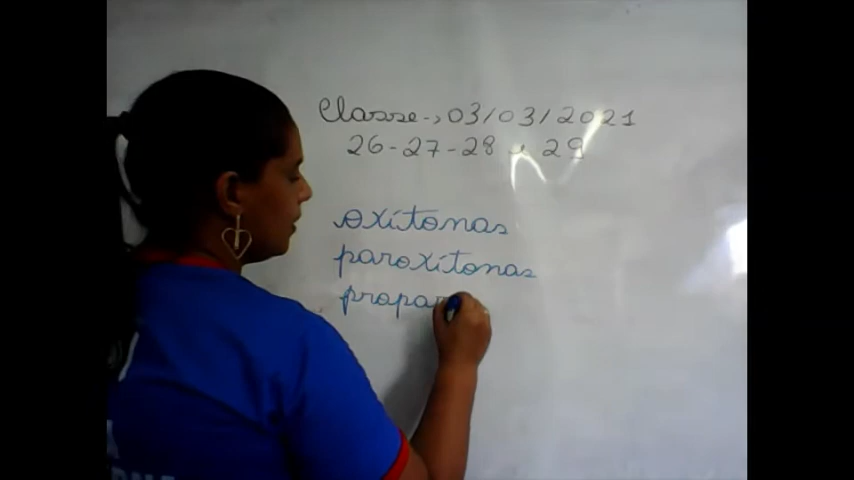 Classe-, 03/03/2021
26-27-28 e 29
oxítonas
paroxítonas
propar